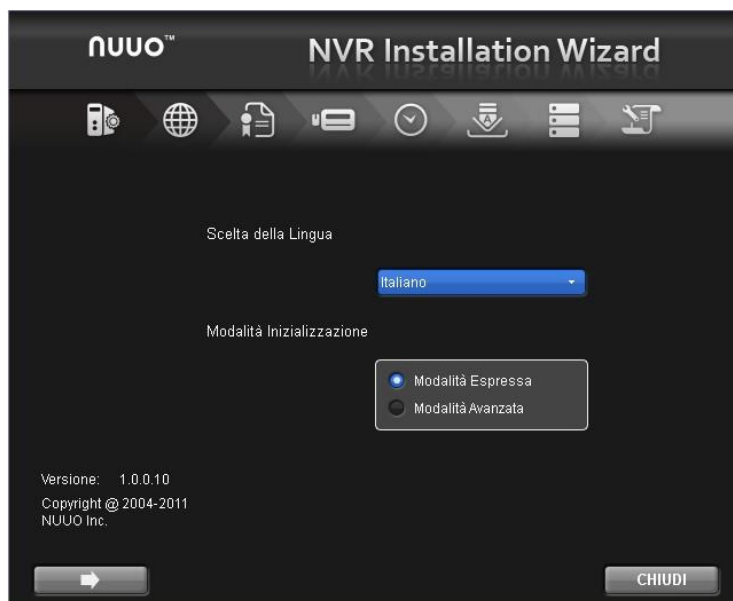 nuuo™
NVR Installation Wizard
Scelta della Lingua
Italiano
Modalità Inizializzazione
Modalità Espressa
Modalità Avanzata
Versione: 1.0.0.10
Copyright @ 2004-2011
NUUO Inc.
CHIUDI